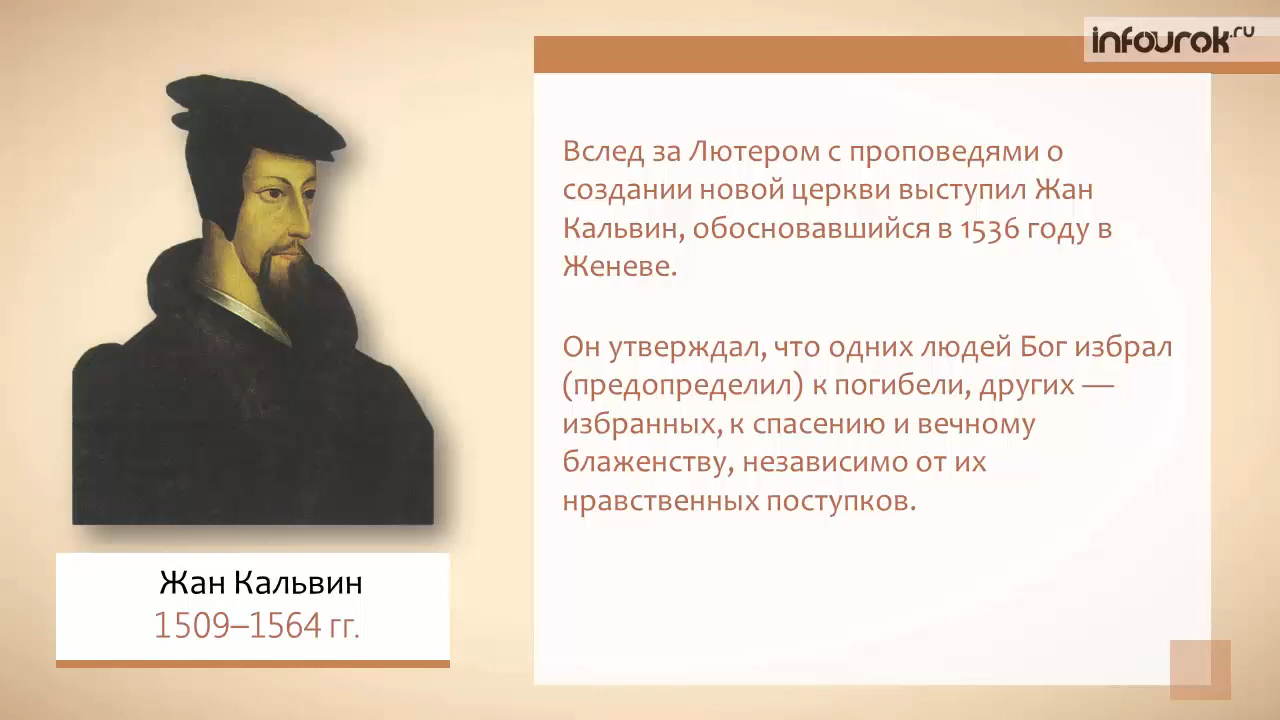 infourok.ru
Вслед за Лютером с проповедями о
создании новой церкви выступил Жан
Кальвин, обосновавшийся в 1536 году в
Женеве.
Он утверждал, что одних людей Бог избрал
(предопределил) к погибели, других —
избранных, к спасению и вечному
блаженству, независимо от их
нравственных поступков.
Жан Кальвин
1509–1564 гг.